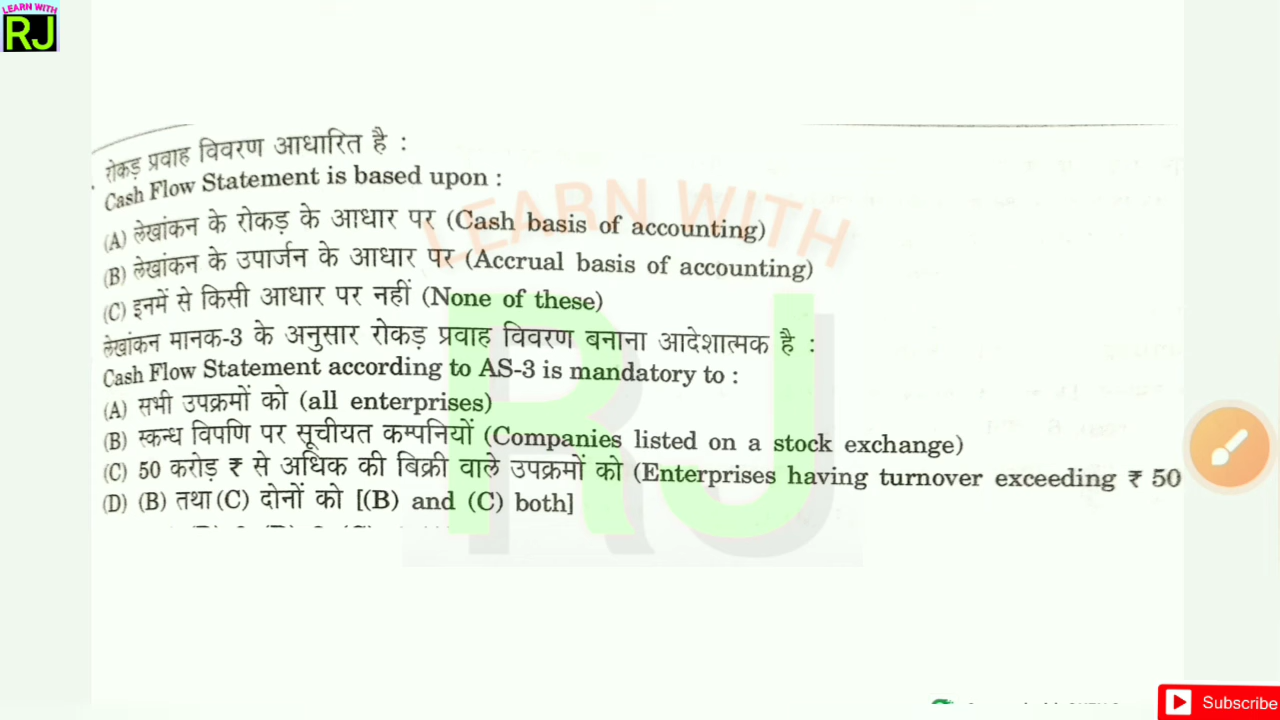 LEARN WITH
RJ
रोकड़ प्रवाह विवरण आधारित है :
Cash Flow Statement is based upon :
(A) लेखांकन के रोकड़ के आधार पर (Cash basis of accounting)
(B) लेखांकन के उपार्जन के आधार पर (Accrual basis of accounting)
(C) इनमें से किसी आधार पर नहीं (None of these)
लेखांकन मानक-3 के अनुसार रोकड़ प्रवाह विवरण बनाना आदेशात्मक है :
Cash Flow Statement according to AS-3 is mandatory to :
(A) सभी उपक्रमों को (all enterprises)
(B) स्कन्ध विपणि पर सूचीयत कम्पनियों (Companies listed on a stock exchange)
(C) 50 करोड़ ₹ से अधिक की बिक्री वाले उपक्रमों को (Enterprises having turnover exceeding ₹ 50
(D) (B) तथा (C) दोनों को [(B) and (C) both]
LEARN WITH
RJ
Subscribe